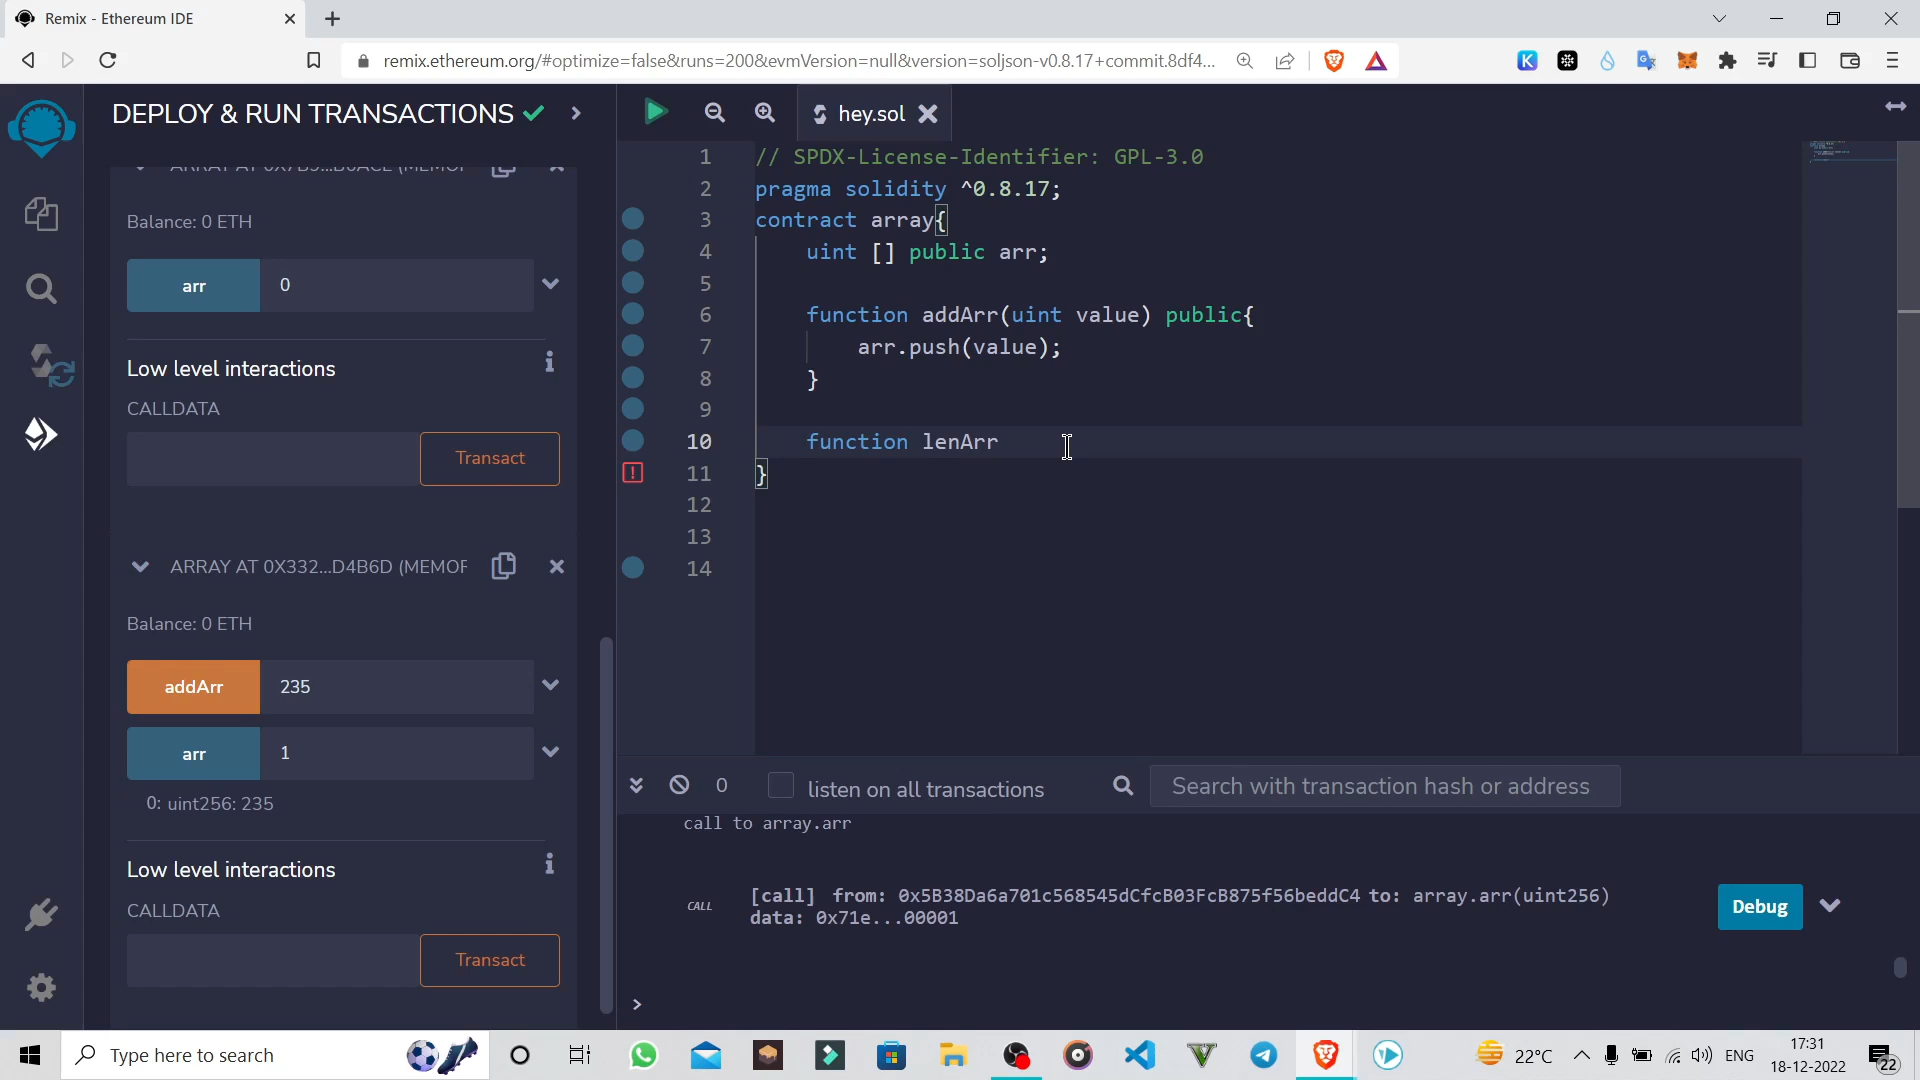 Remix - Ethereum IDE
remix.ethereum.org/#optimize=false&runs=200&evmVersion=null&version=soljson-v0.8.17+commit.8df4...
DEPLOY & RUN TRANSACTIONS
hey.sol
Balance: 0 ETH
arr 0
Low level interactions
i
CALLDATA
Transact
ARRAY AT 0X332...D4B6D (MEMOR
Balance: 0 ETH
addArr 235
arr 1
0: uint256: 235
Low level interactions
i
CALLDATA
Transact
1 // SPDX-License-Identifier: GPL-3.0
2 pragma solidity ^0.8.17;
3 contract array{
4 uint [] public arr;
5
6 function addArr(uint value) public{
7 arr.push(value);
8 }
9
10 function lenArr
11 }
12
13
14
0 listen on all transactions Search with transaction hash or address
call to array.arr
CALL [call] from: 0x5B38Da6a701c568545dCfcB03FcB875f56beddC4 to: array.arr(uint256)
data: 0x71e...00001
Debug
>
Type here to search
22°C ENG 17:31
18-12-2022
22